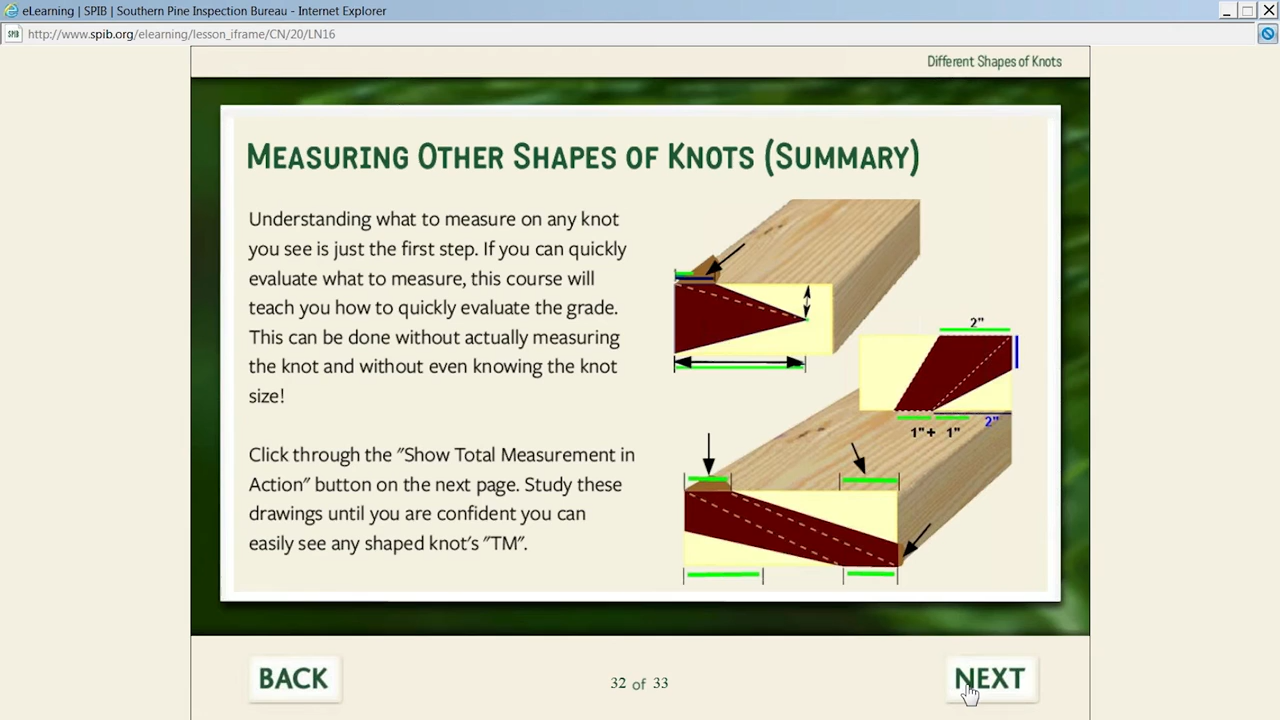 eLearning | SPIB | Southern Pine Inspection Bureau - Internet Explorer
SPIB http://www.spib.org/elearning/lesson_iframe/CN/20/LN16
Different Shapes of Knots
MEASURING OTHER SHAPES OF KNOTS (SUMMARY)
Understanding what to measure on any knot
you see is just the first step. If you can quickly
evaluate what to measure, this course will
teach you how to quickly evaluate the grade.
This can be done without actually measuring
the knot and without even knowing the knot
size!
Click through the "Show Total Measurement in
Action" button on the next page. Study these
drawings until you are confident you can
easily see any shaped knot's "TM".
2"
2"
1"+ 1"
BACK
32 of 33
NEXT